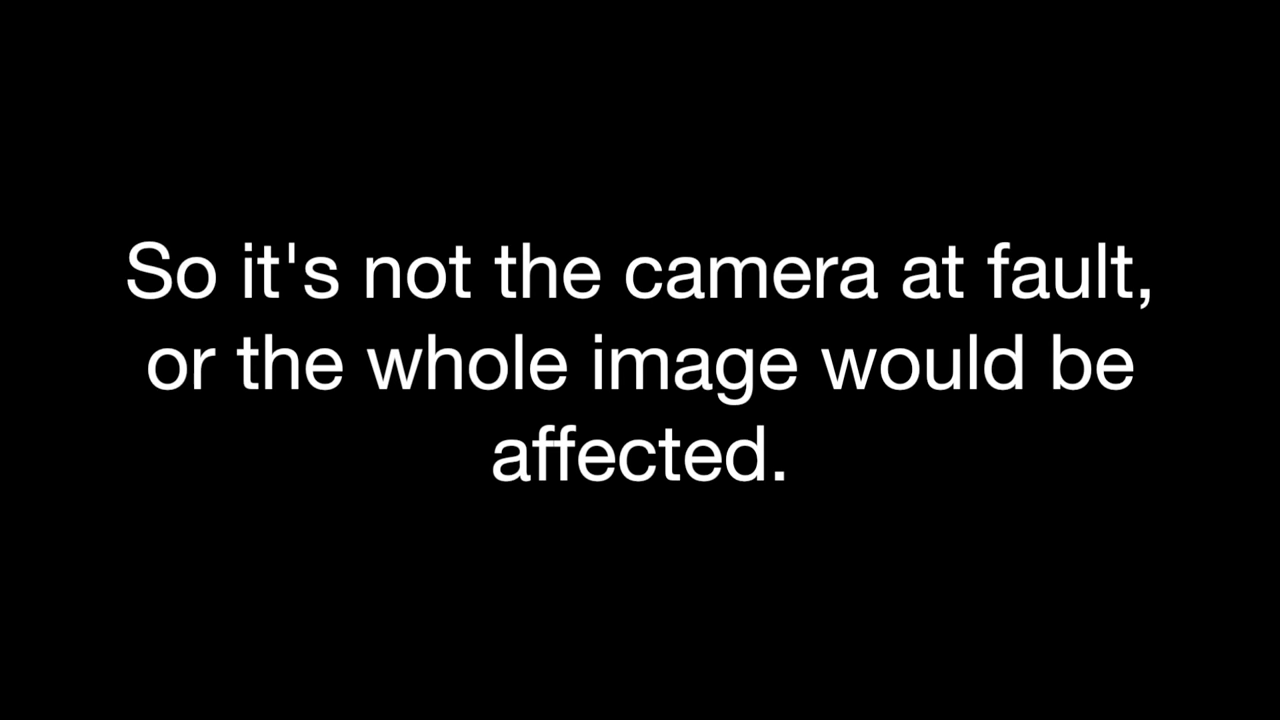 So it's not the camera at fault,
or the whole image would be
affected.